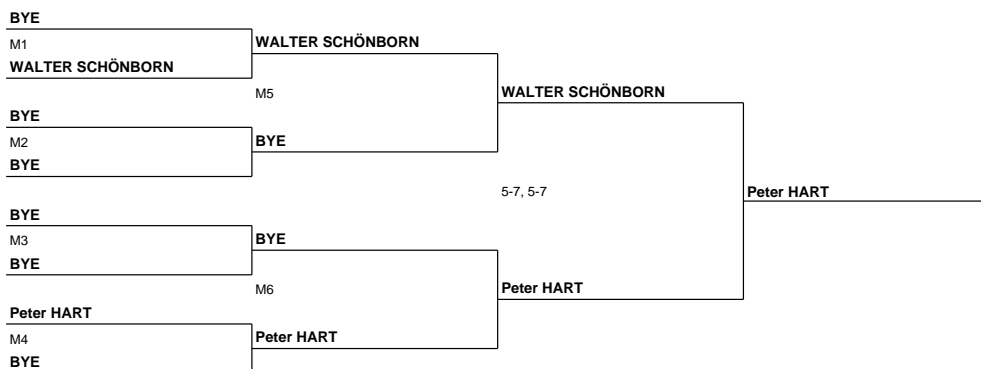 BYE
M1
WALTER SCHÖNBORN
WALTER SCHÖNBORN
M5
WALTER SCHÖNBORN
BYE
M2
BYE
BYE
5-7, 5-7
Peter HART
BYE
M3
BYE
BYE
M6
Peter HART
Peter HART
M4
Peter HART
BYE